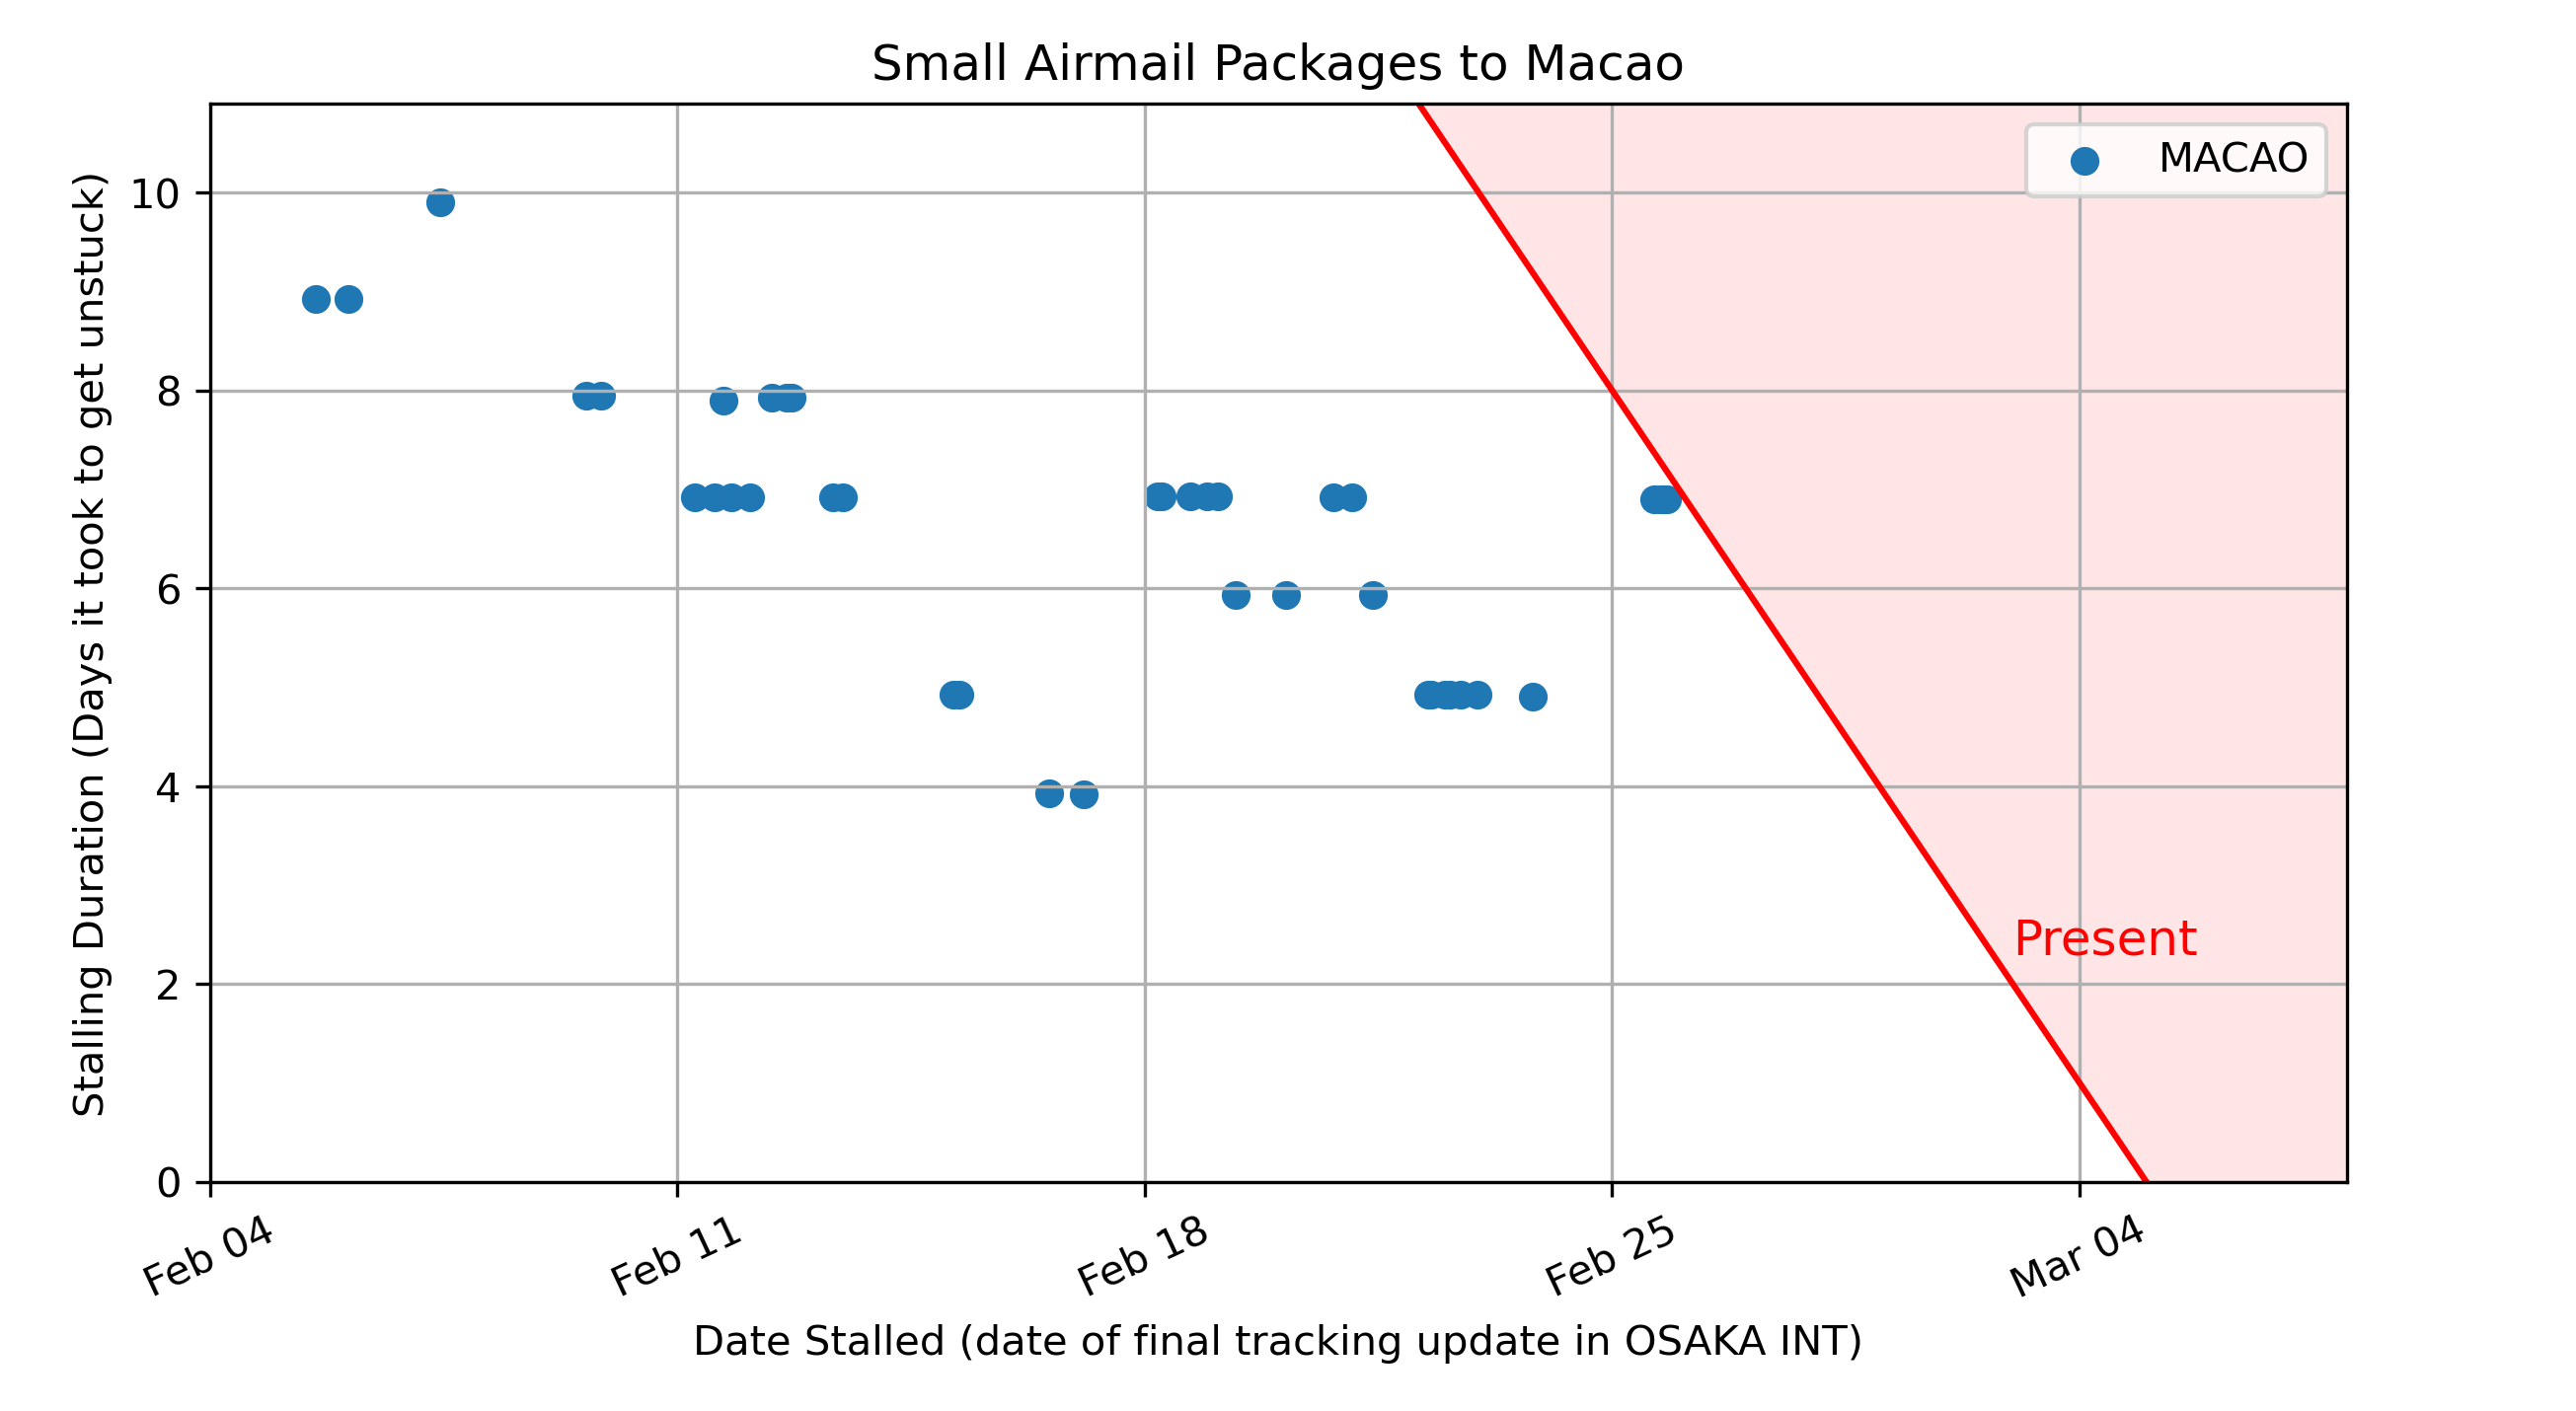 Small Airmail Packages to Macao
MACAO
Stalling Duration (Days it took to get unstuck)
10
8
6
4
2
0
Present
Feb 04
Feb 11
Feb 18
Feb 25
Mar 04
Date Stalled (date of final tracking update in OSAKA INT)